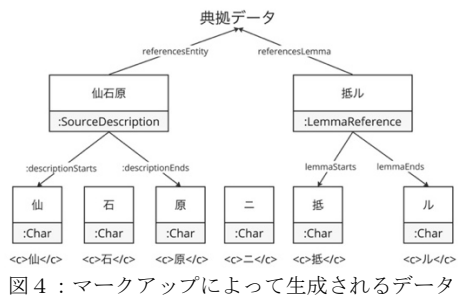 典拠データ
referencesEntity
referencesLemma
仙石原
:SourceDescription
抵ル
:LemmaReference
:descriptionStarts
:descriptionEnds
lemmaStarts
lemmaEnds
仙 石 原 ニ 抵 ル
:Char :Char :Char :Char :Char :Char
<c>仙</c> <c>石</c> <c>原</c> <c>ニ</c> <c>抵</c> <c>ル</c>
図４：マークアップによって生成されるデータ